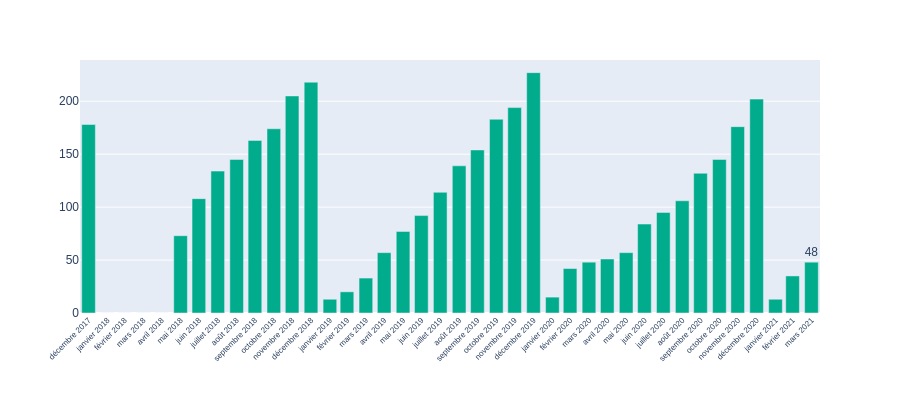 200
150
100
50
0
48
décembre 2017
janvier 2018
février 2018
mars 2018
avril 2018
mai 2018
juin 2018
juillet 2018
août 2018
septembre 2018
octobre 2018
novembre 2018
décembre 2018
janvier 2019
février 2019
mars 2019
avril 2019
mai 2019
juin 2019
juillet 2019
août 2019
septembre 2019
octobre 2019
novembre 2019
décembre 2019
janvier 2020
février 2020
mars 2020
avril 2020
mai 2020
juin 2020
juillet 2020
août 2020
septembre 2020
octobre 2020
novembre 2020
décembre 2020
janvier 2021
février 2021
mars 2021